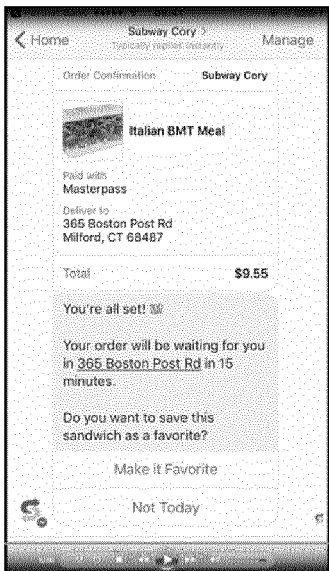 Home
Subway Cory >
Typically replies instantly
Manage
Order Confirmation Subway Cory
Italian BMT Meal
Paid with
Masterpass
Deliver to
365 Boston Post Rd
Milford, CT 68487
Total $9.55
You're all set! 💯
Your order will be waiting for you
in 365 Boston Post Rd in 15
minutes.
Do you want to save this
sandwich as a favorite?
Make it Favorite
Not Today